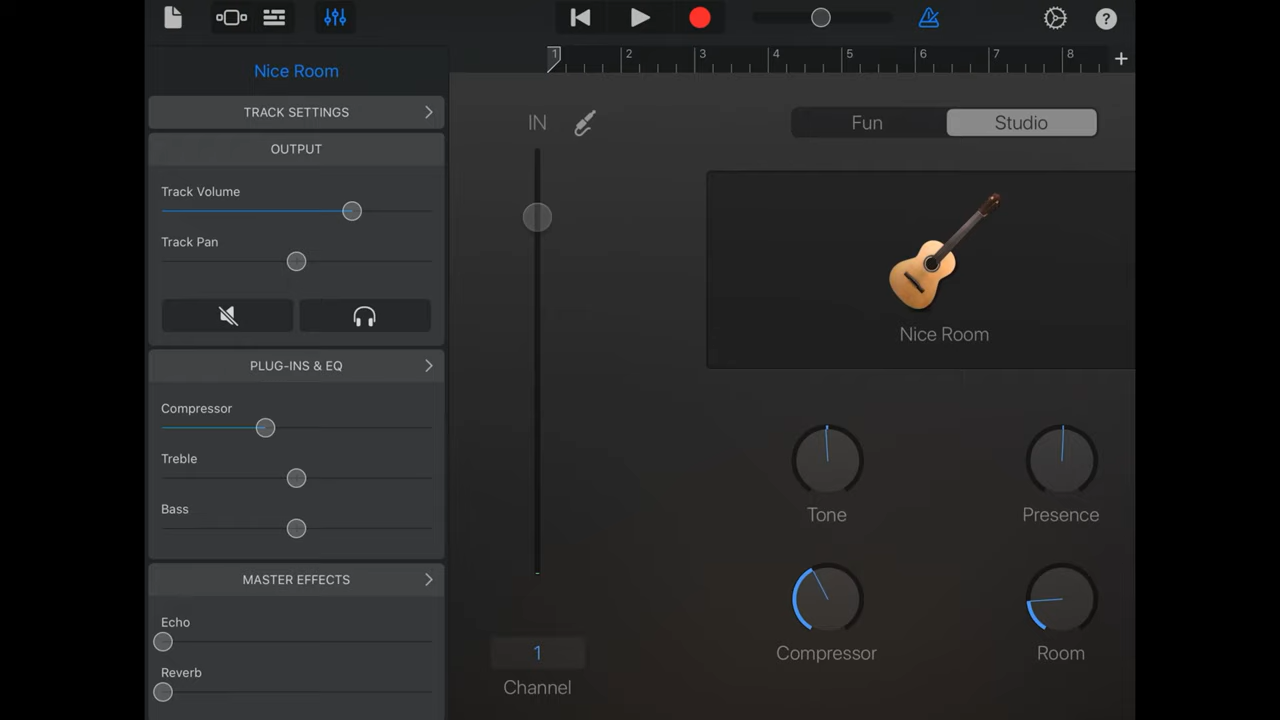 ?
1 2 3 4 5 6 7 8 +
Nice Room
TRACK SETTINGS
OUTPUT
Track Volume
Track Pan
PLUG-INS & EQ
Compressor
Treble
Bass
MASTER EFFECTS
Echo
Reverb
IN
Fun
Studio
Nice Room
Tone
Presence
Compressor
Room
1
Channel